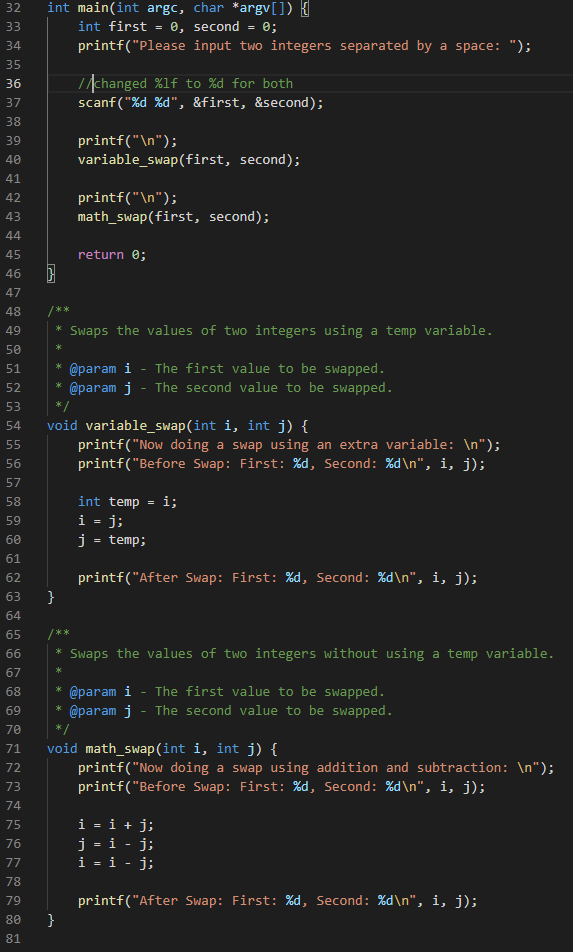 32 int main(int argc, char *argv[]) {
33     int first = 0, second = 0;
34     printf("Please input two integers separated by a space: ");
35
36     //changed %lf to %d for both
37     scanf("%d %d", &first, &second);
38
39     printf("\n");
40     variable_swap(first, second);
41
42     printf("\n");
43     math_swap(first, second);
44
45     return 0;
46 }
47
48 /**
49  * Swaps the values of two integers using a temp variable.
50  *
51  * @param i - The first value to be swapped.
52  * @param j - The second value to be swapped.
53  */
54 void variable_swap(int i, int j) {
55     printf("Now doing a swap using an extra variable: \n");
56     printf("Before Swap: First: %d, Second: %d\n", i, j);
57
58     int temp = i;
59     i = j;
60     j = temp;
61
62     printf("After Swap: First: %d, Second: %d\n", i, j);
63 }
64
65 /**
66  * Swaps the values of two integers without using a temp variable.
67  *
68  * @param i - The first value to be swapped.
69  * @param j - The second value to be swapped.
70  */
71 void math_swap(int i, int j) {
72     printf("Now doing a swap using addition and subtraction: \n");
73     printf("Before Swap: First: %d, Second: %d\n", i, j);
74
75     i = i + j;
76     j = i - j;
77     i = i - j;
78
79     printf("After Swap: First: %d, Second: %d\n", i, j);
80 }
81